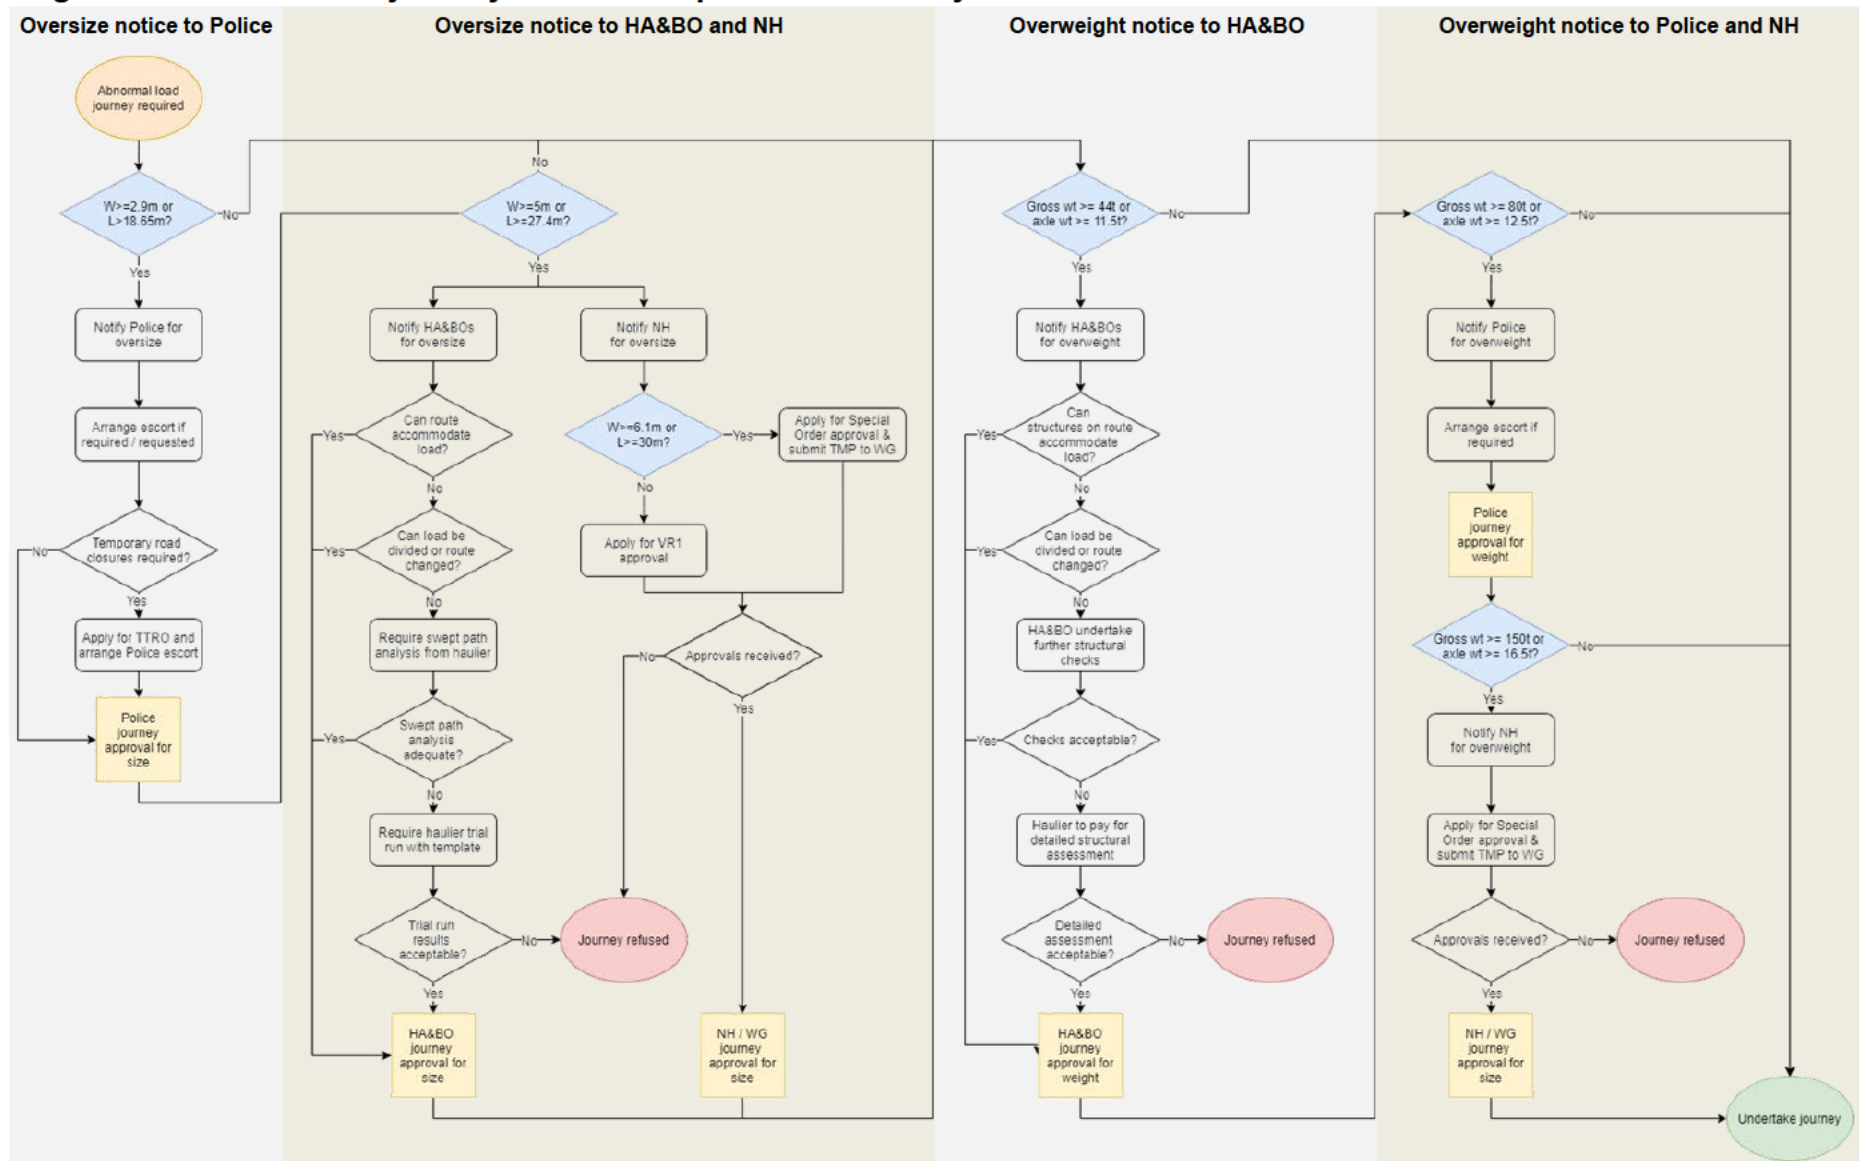 Oversize notice to Police
Oversize notice to HA&BO and NH
Overweight notice to HA&BO
Overweight notice to Police and NH
Abnormal load
journey required
W>=2.9m or
L>18.65m?
No
Yes
Notify Police for
oversize
Arrange escort if
required / requested
Temporary road
closures required?
No
Yes
Apply for TTRO and
arrange Police escort
Police
journey
approval for
size
No
W>=5m or
L>=27.4m?
Yes
Notify HA&BOs
for oversize
Can route
accommodate
load?
Yes
No
Can load be
divided or route
changed?
Yes
No
Require swept path
analysis from haulier
Swept path
analysis
adequate?
Yes
No
Require haulier trial
run with template
Trial run
results
acceptable?
No
Journey refused
Yes
HA&BO
journey
approval for
size
Notify NH
for oversize
W>=6.1m or
L>=30m?
Yes
Apply for Special
Order approval &
submit TMP to WG
No
Apply for VR1
approval
Approvals received?
No
Yes
NH / WG
journey
approval for
size
Gross wt >= 44t or
axle wt >= 11.5t?
No
Yes
Notify HA&BOs
for overweight
Can
structures on route
accommodate
load?
Yes
No
Can load be
divided or route
changed?
Yes
No
HA&BO undertake
further structural
checks
Checks acceptable?
Yes
No
Haulier to pay for
detailed structural
assessment
Detailed
assessment
acceptable?
No
Journey refused
Yes
HA&BO
journey
approval for
weight
Gross wt >= 80t or
axle wt >= 12.5t?
No
Yes
Notify Police
for overweight
Arrange escort if
required
Police
journey
approval for
weight
Gross wt >= 150t or
axle wt >= 16.5t?
No
Yes
Notify NH
for overweight
Apply for Special
Order approval &
submit TMP to WG
Approvals received?
No
Journey refused
Yes
NH / WG
journey
approval for
size
Undertake journey